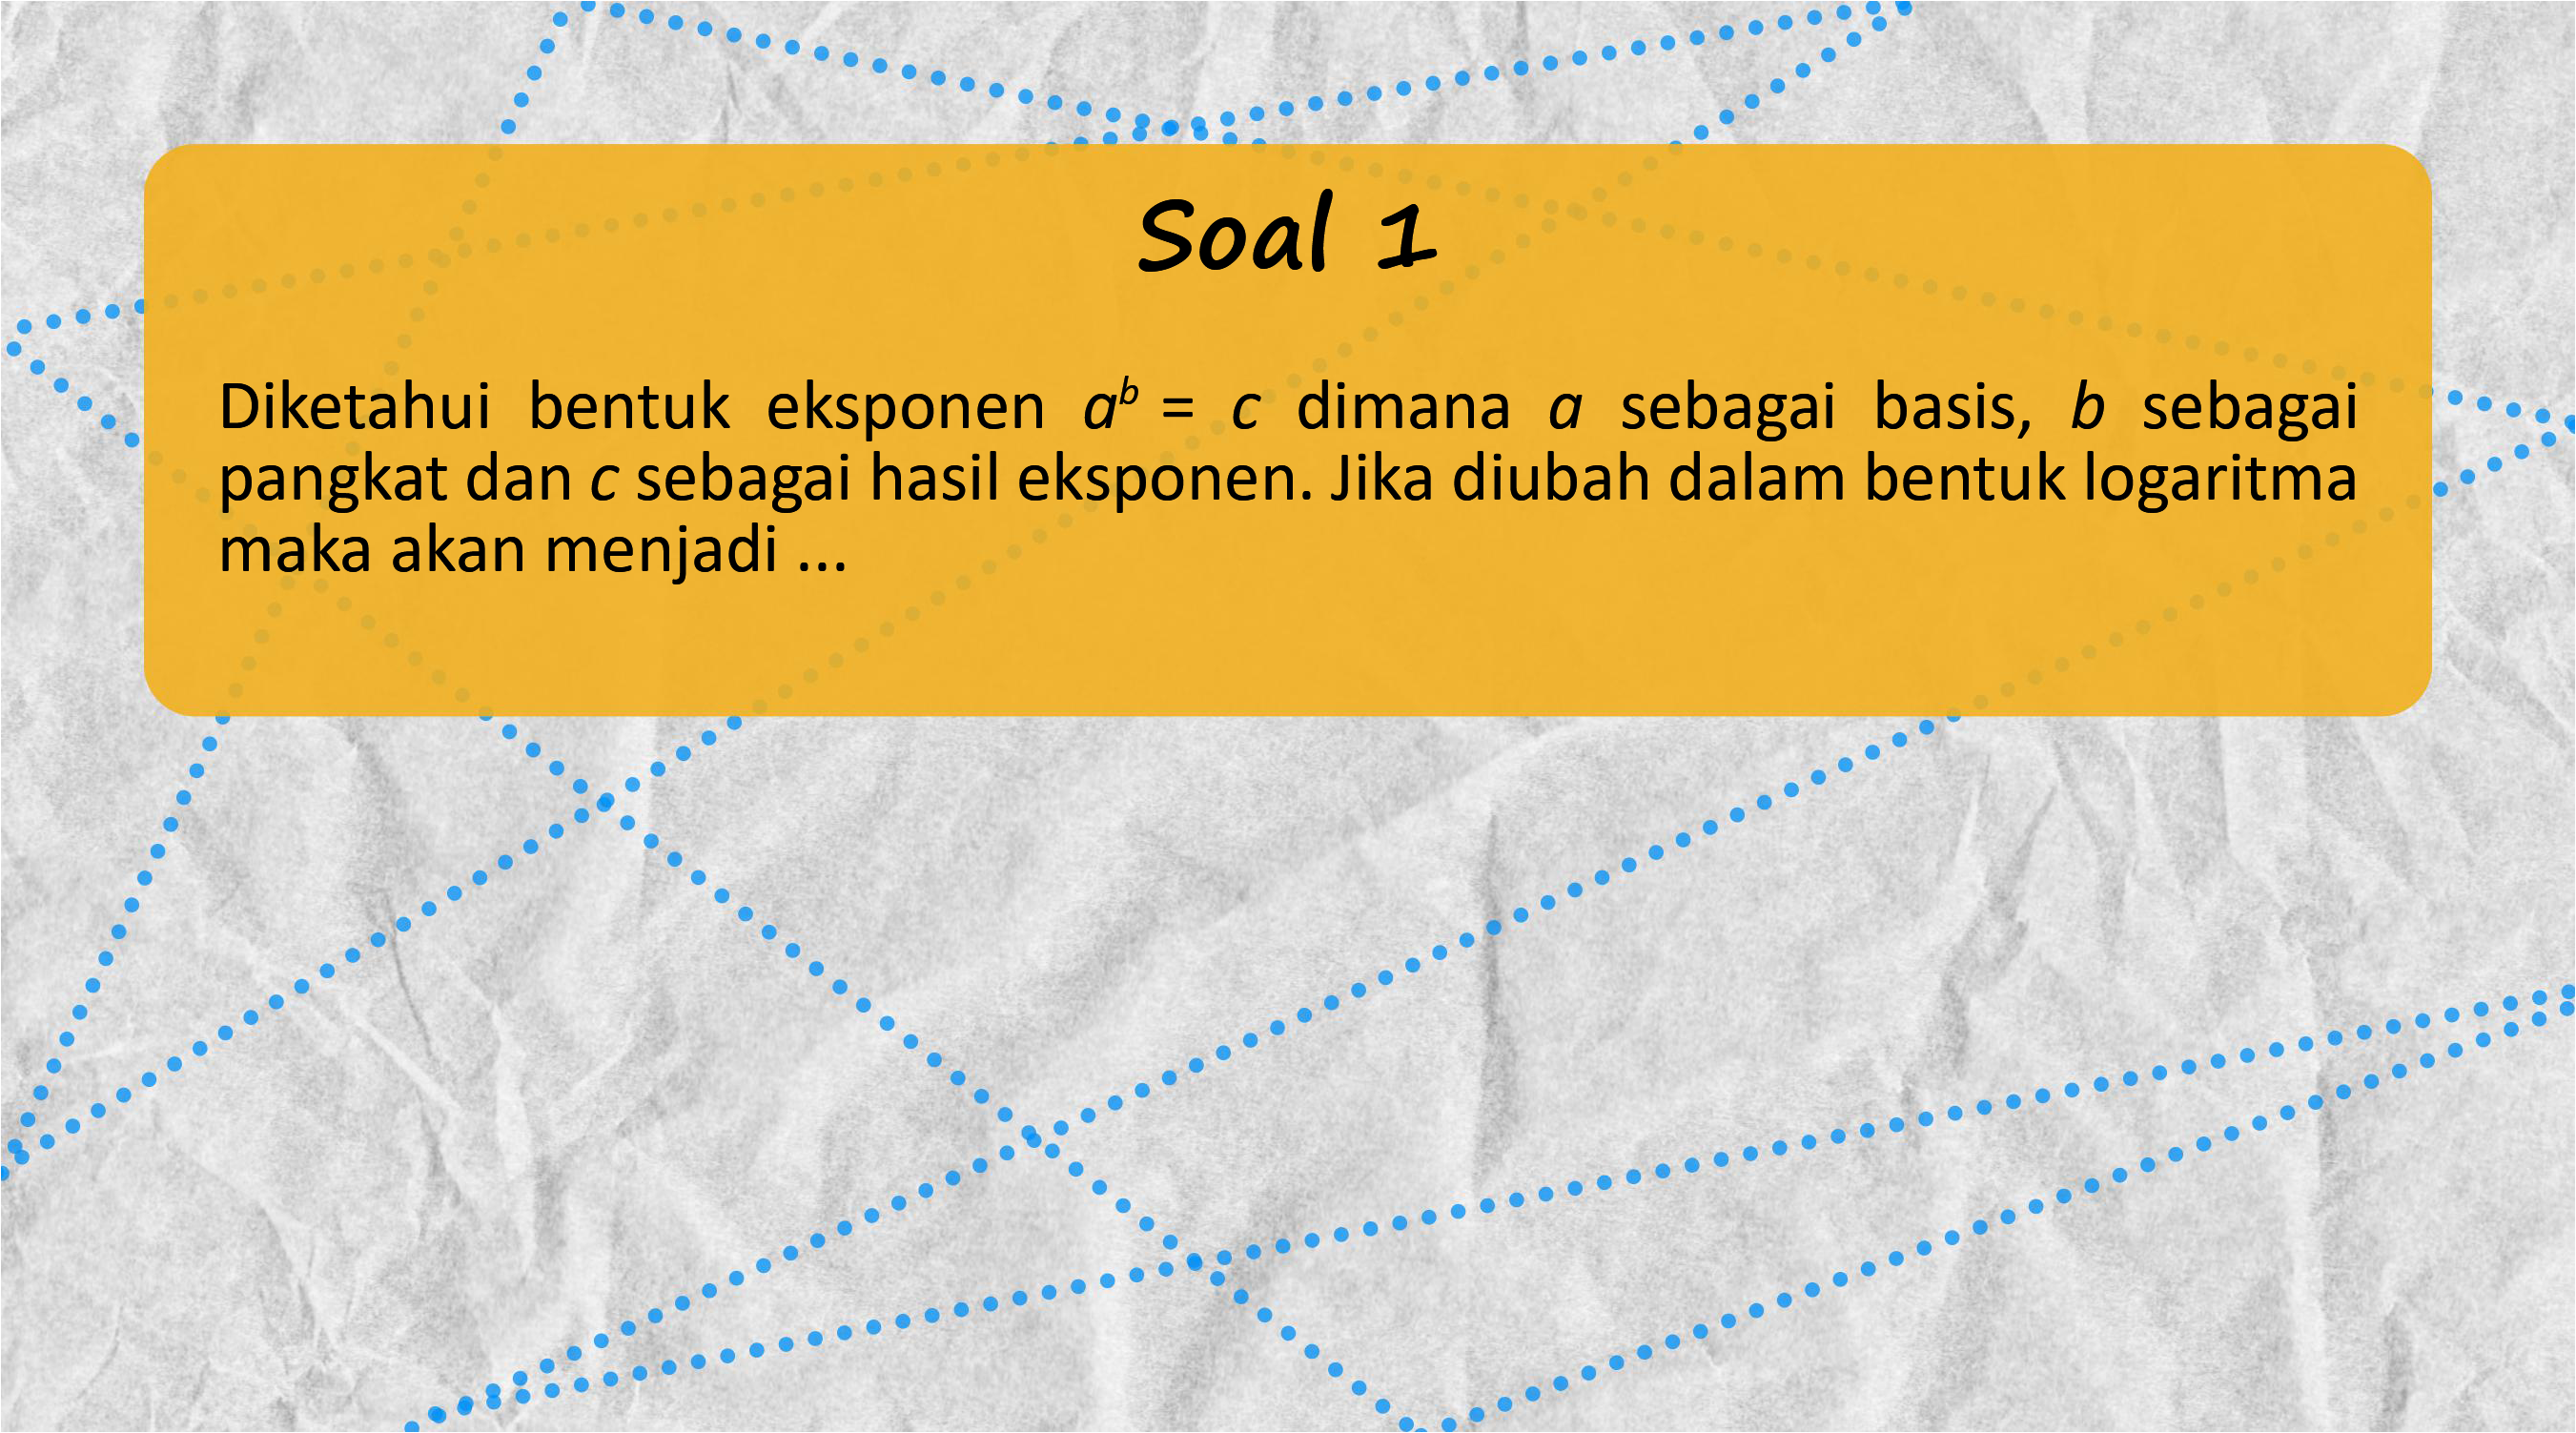 Soal 1
Diketahui bentuk eksponen aᵇ = c dimana a sebagai basis, b sebagai
pangkat dan c sebagai hasil eksponen. Jika diubah dalam bentuk logaritma
maka akan menjadi ...